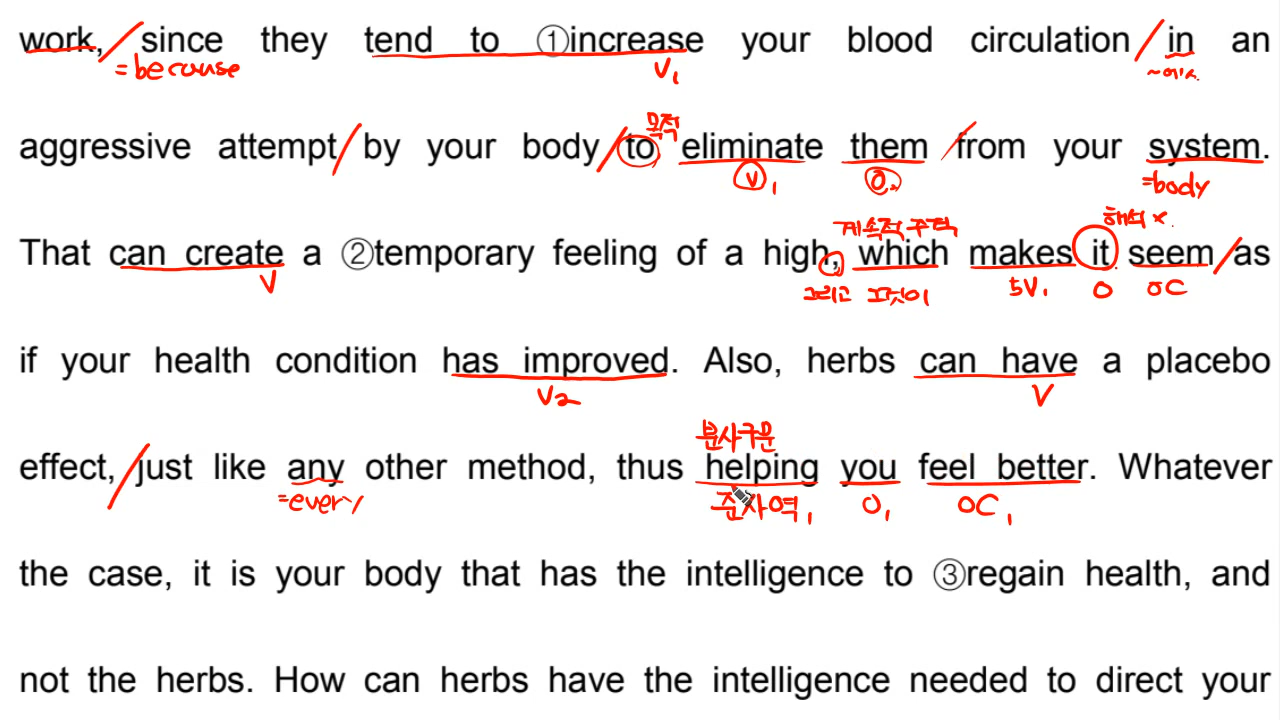 work, since they tend to ①increase your blood circulation in an
=because V₁ ~에서
목적
aggressive attempt by your body to eliminate them from your system.
V₁ O₁ =body
계속적 주격 해석 x
That can create a ②temporary feeling of a high, which makes it seem as
V 그리고 그것이 5V₁ O OC
if your health condition has improved. Also, herbs can have a placebo
V₂ V
분사구문
effect, just like any other method, thus helping you feel better. Whatever
=every 준사역₁ O₁ OC₁
the case, it is your body that has the intelligence to ③regain health, and
not the herbs. How can herbs have the intelligence needed to direct your